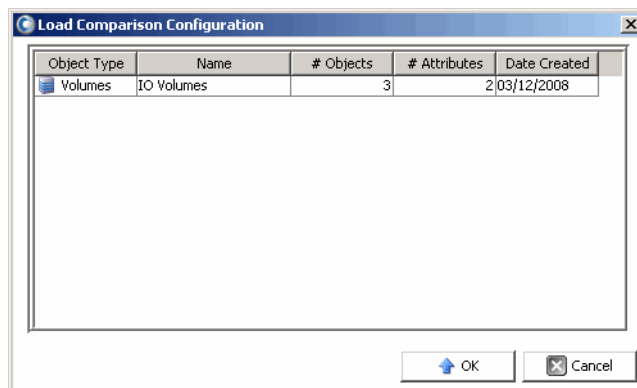 Load Comparison Configuration
Object Type Name # Objects # Attributes Date Created
Volumes IO Volumes 3 2 03/12/2008
OK Cancel